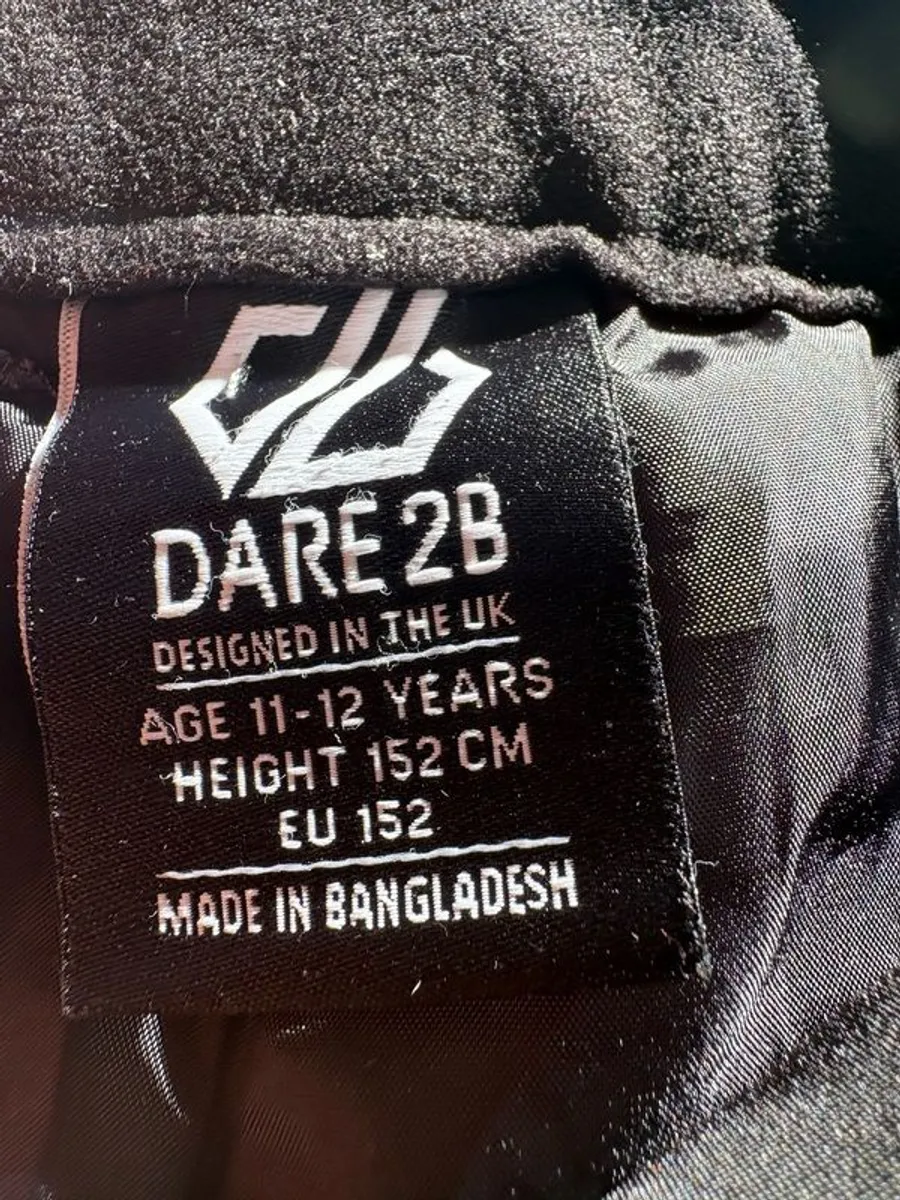 DARE 2B
DESIGNED IN THE UK
AGE 11-12 YEARS
HEIGHT 152 CM
EU 152
MADE IN BANGLADESH